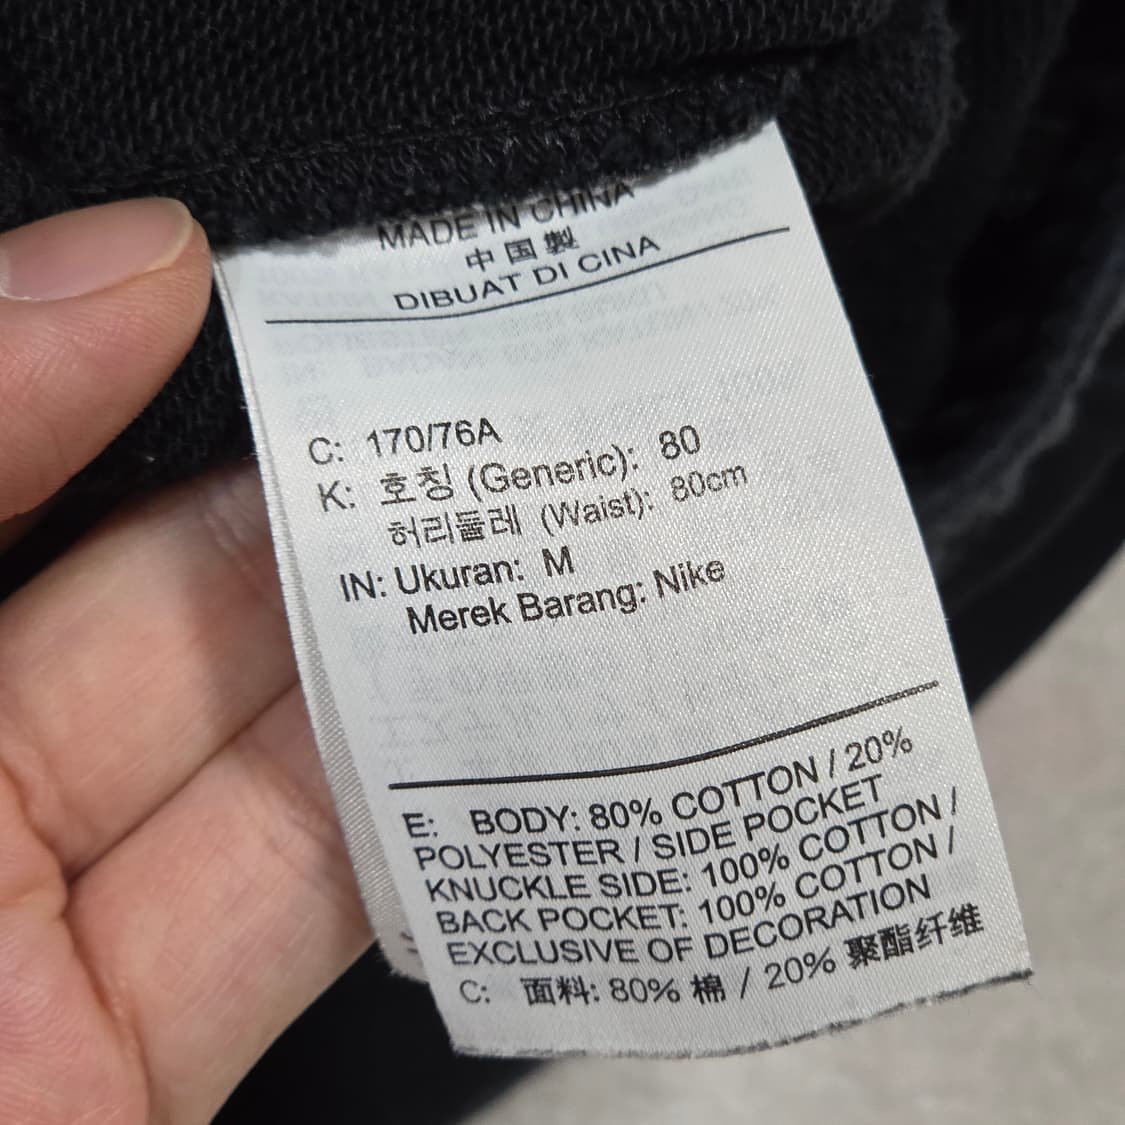 MADE IN CHINA
中国製
DIBUAT DI CINA
C: 170/76A
K: 호칭 (Generic): 80
허리둘레 (Waist): 80cm
IN: Ukuran: M
Merek Barang: Nike
E: BODY: 80% COTTON / 20%
POLYESTER / SIDE POCKET
KNUCKLE SIDE: 100% COTTON /
BACK POCKET: 100% COTTON /
EXCLUSIVE OF DECORATION
C: 面料: 80% 棉 / 20% 聚酯纤维